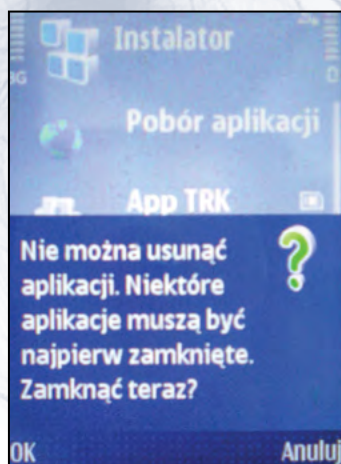 Instalator
3G
Pobór aplikacji
App TRK
Nie można usunąć
aplikacji. Niektóre
aplikacje muszą być
najpierw zamknięte.
Zamknąć teraz?
OK
Anuluj